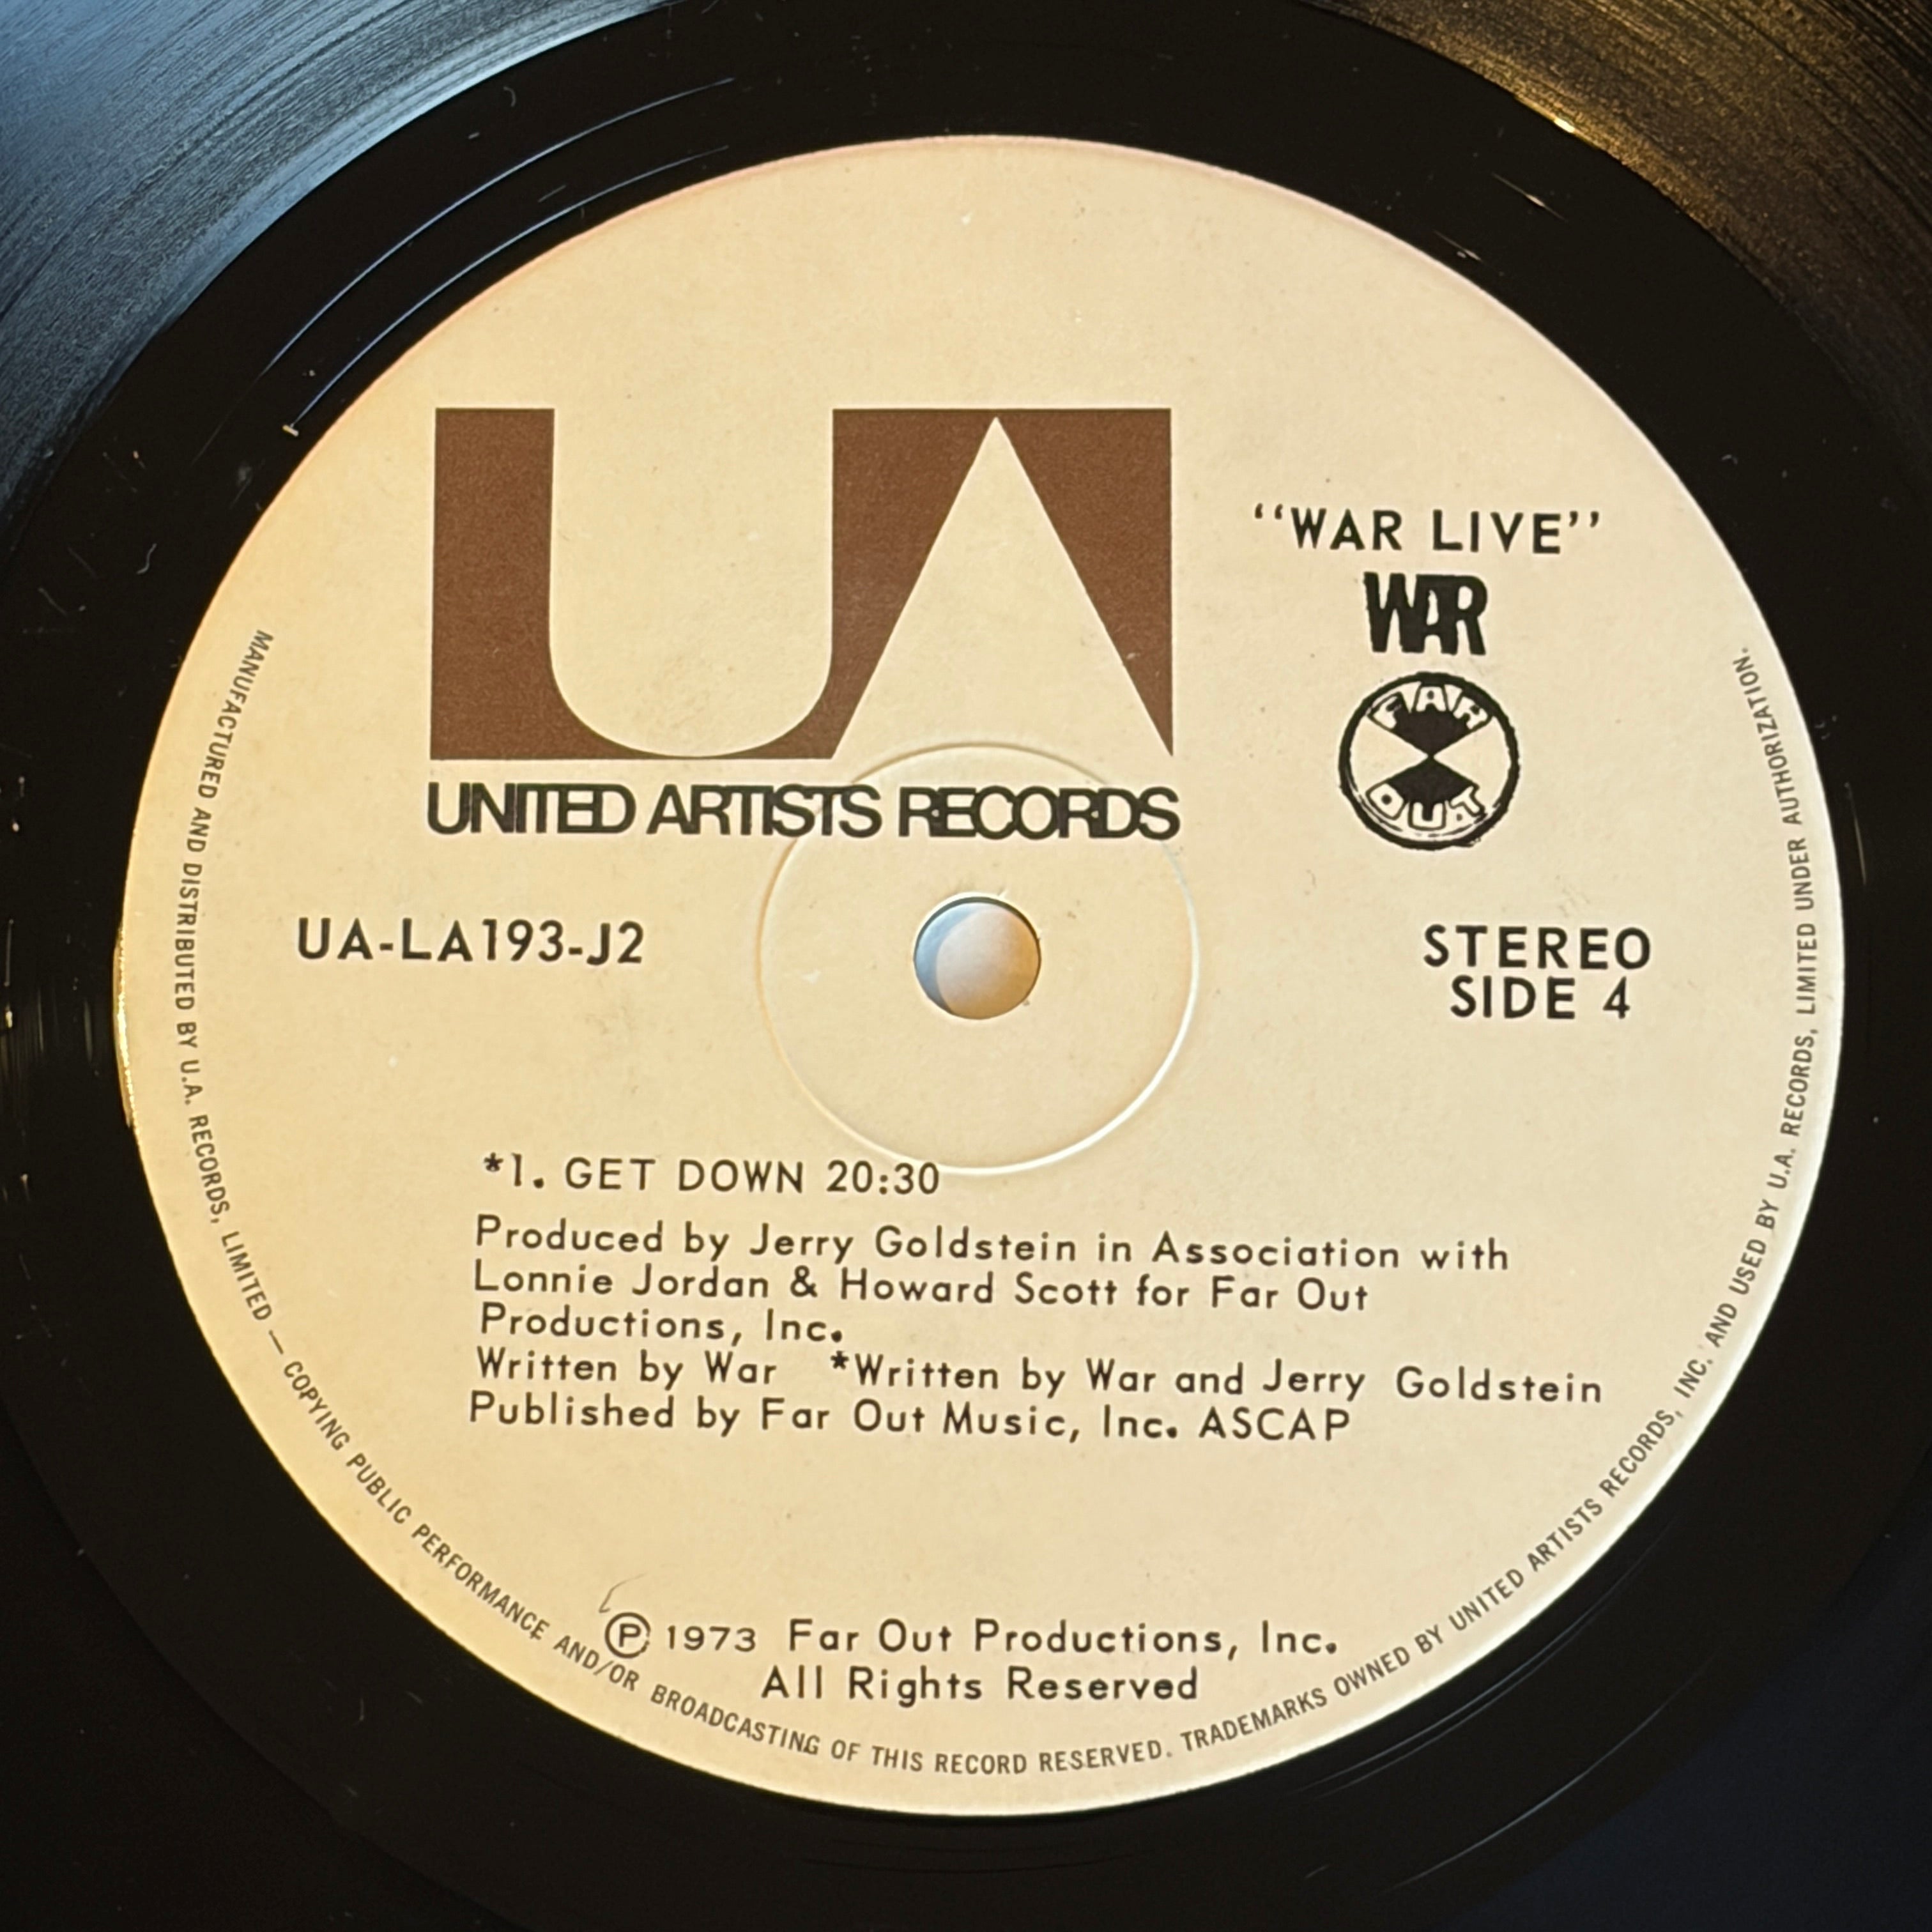 UA
UNITED ARTISTS RECORDS
“WAR LIVE”
WAR
FAR
OUT
UA-LA193-J2
STEREO
SIDE 4
*1. GET DOWN 20:30
Produced by Jerry Goldstein in Association with
Lonnie Jordan & Howard Scott for Far Out
Productions, Inc.
Written by War *Written by War and Jerry Goldstein
Published by Far Out Music, Inc. ASCAP
Ⓟ 1973 Far Out Productions, Inc.
All Rights Reserved
MANUFACTURED AND DISTRIBUTED BY U.A. RECORDS, LIMITED — COPYING PUBLIC PERFORMANCE AND/OR BROADCASTING OF THIS RECORD RESERVED. TRADEMARKS OWNED BY UNITED ARTISTS RECORDS, INC. AND USED BY U.A. RECORDS, LIMITED UNDER AUTHORIZATION.